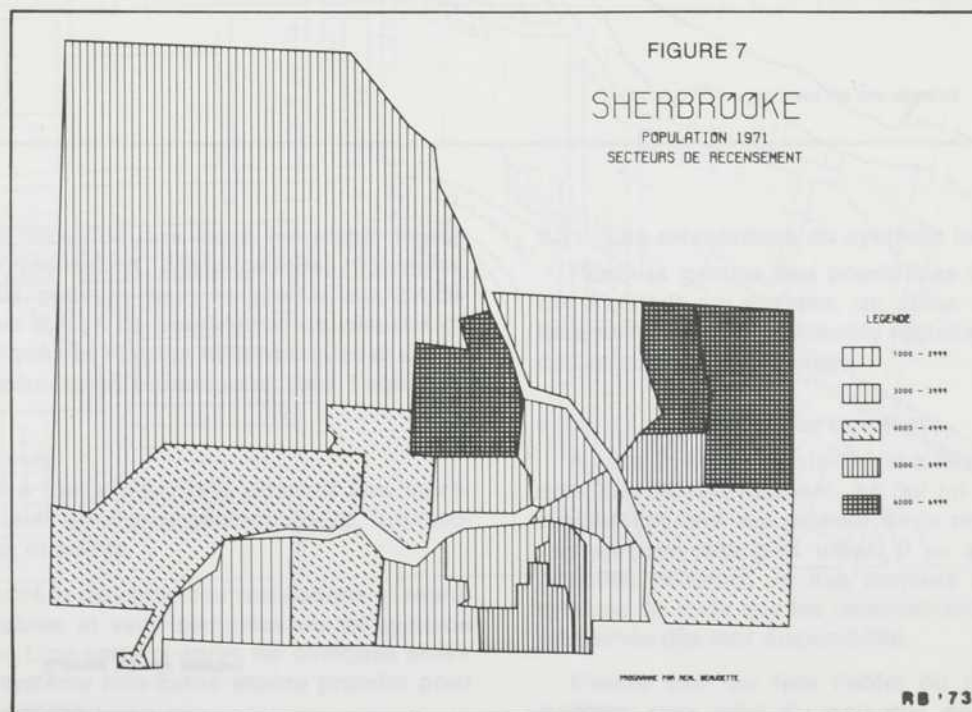 FIGURE 7
SHERBROOKE
POPULATION 1971
SECTEURS DE RECENSEMENT
LEGENDE
1000 - 2999
3000 - 3999
4000 - 4999
5000 - 5999
6000 - 6999
PROGRAMME PAR REAL BEAUDETTE
RB '73